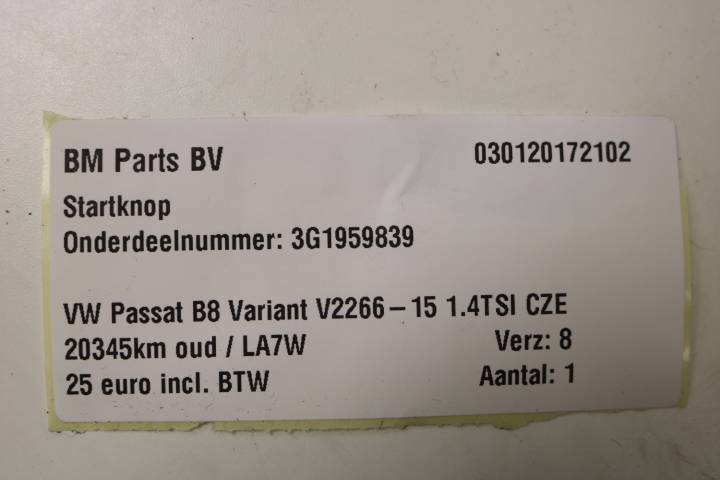 BM Parts BV 030120172102
Startknop
Onderdeelnummer: 3G1959839
VW Passat B8 Variant V2266-15 1.4TSI CZE
20345km oud / LA7W Verz: 8
25 euro incl. BTW Aantal: 1